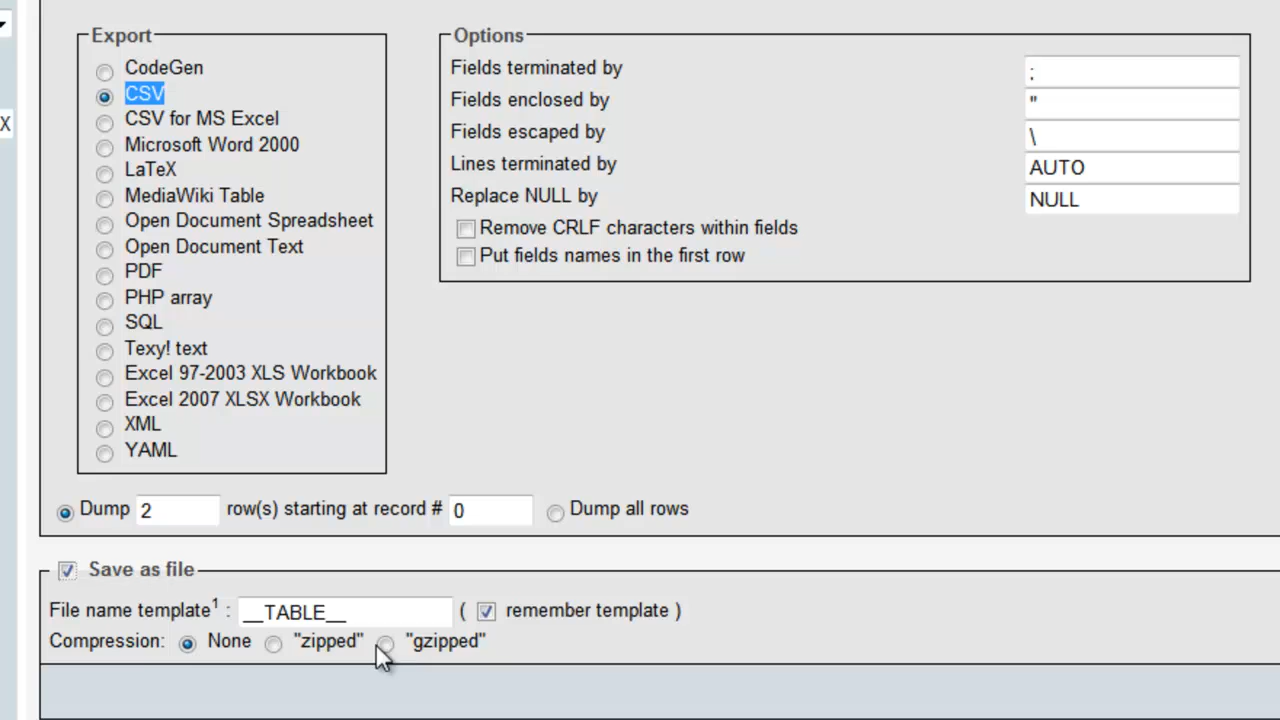 Export
CodeGen
CSV
CSV for MS Excel
Microsoft Word 2000
LaTeX
MediaWiki Table
Open Document Spreadsheet
Open Document Text
PDF
PHP array
SQL
Texy! text
Excel 97-2003 XLS Workbook
Excel 2007 XLSX Workbook
XML
YAML
Options
Fields terminated by ;
Fields enclosed by "
Fields escaped by \
Lines terminated by AUTO
Replace NULL by NULL
Remove CRLF characters within fields
Put fields names in the first row
X
Dump 2 row(s) starting at record # 0 Dump all rows
Save as file
File name template1 : __TABLE__ ( remember template )
Compression: None "zipped" "gzipped"